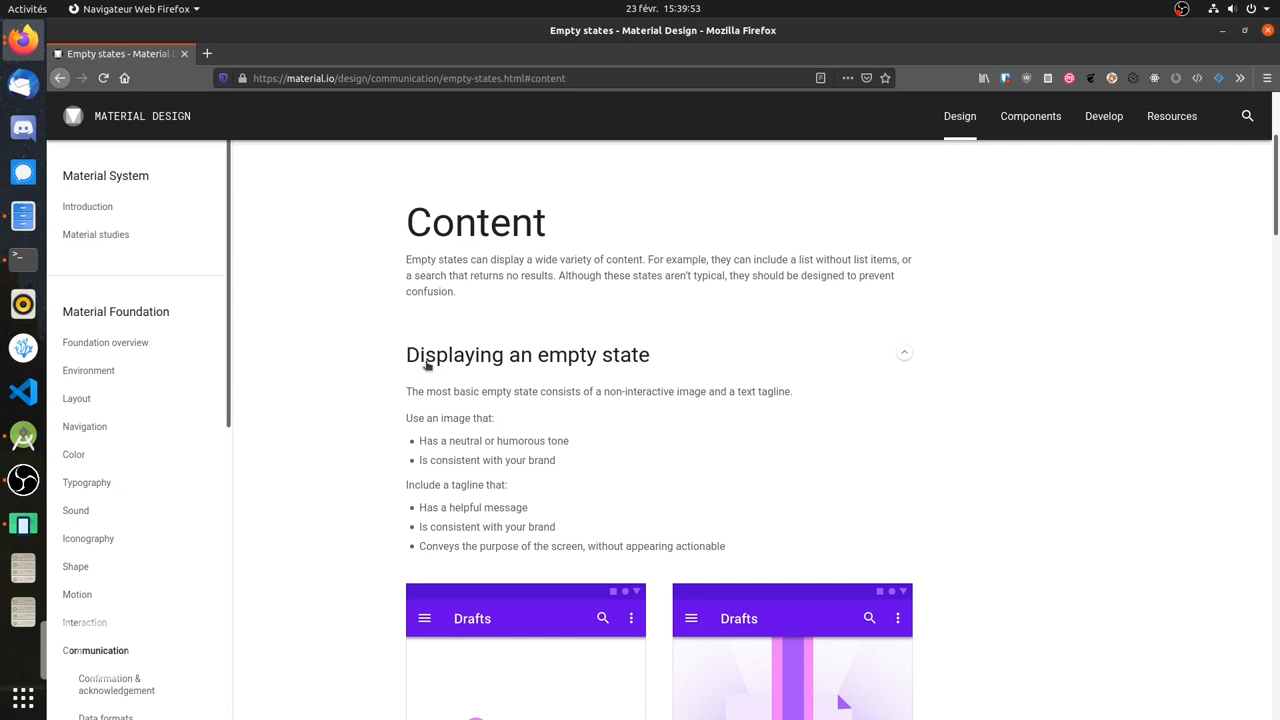 Activités
Navigateur Web Firefox
23 févr. 15:39:53
Empty states - Material Design - Mozilla Firefox
Empty states - Material D
https://material.io/design/communication/empty-states.html#content
MATERIAL DESIGN
Design
Components
Develop
Resources
Material System
Introduction
Material studies
Material Foundation
Foundation overview
Environment
Layout
Navigation
Color
Typography
Sound
Iconography
Shape
Motion
Interaction
Communication
Confirmation &
acknowledgement
Data formats
Content
Empty states can display a wide variety of content. For example, they can include a list without list items, or
a search that returns no results. Although these states aren’t typical, they should be designed to prevent
confusion.
Displaying an empty state
The most basic empty state consists of a non-interactive image and a text tagline.
Use an image that:
• Has a neutral or humorous tone
• Is consistent with your brand
Include a tagline that:
• Has a helpful message
• Is consistent with your brand
• Conveys the purpose of the screen, without appearing actionable
Drafts
Drafts